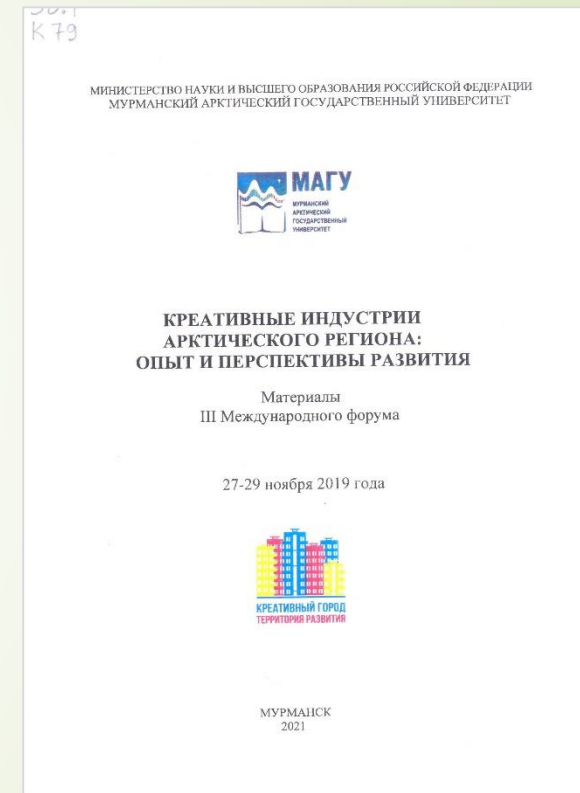 К 79
МИНИСТЕРСТВО НАУКИ И ВЫСШЕГО ОБРАЗОВАНИЯ РОССИЙСКОЙ ФЕДЕРАЦИИ
МУРМАНСКИЙ АРКТИЧЕСКИЙ ГОСУДАРСТВЕННЫЙ УНИВЕРСИТЕТ
МАГУ
МУРМАНСКИЙ
АРКТИЧЕСКИЙ
ГОСУДАРСТВЕННЫЙ
УНИВЕРСИТЕТ
КРЕАТИВНЫЕ ИНДУСТРИИ
АРКТИЧЕСКОГО РЕГИОНА:
ОПЫТ И ПЕРСПЕКТИВЫ РАЗВИТИЯ
Материалы
III Международного форума
27-29 ноября 2019 года
КРЕАТИВНЫЙ ГОРОД
ТЕРРИТОРИЯ РАЗВИТИЯ
МУРМАНСК
2021